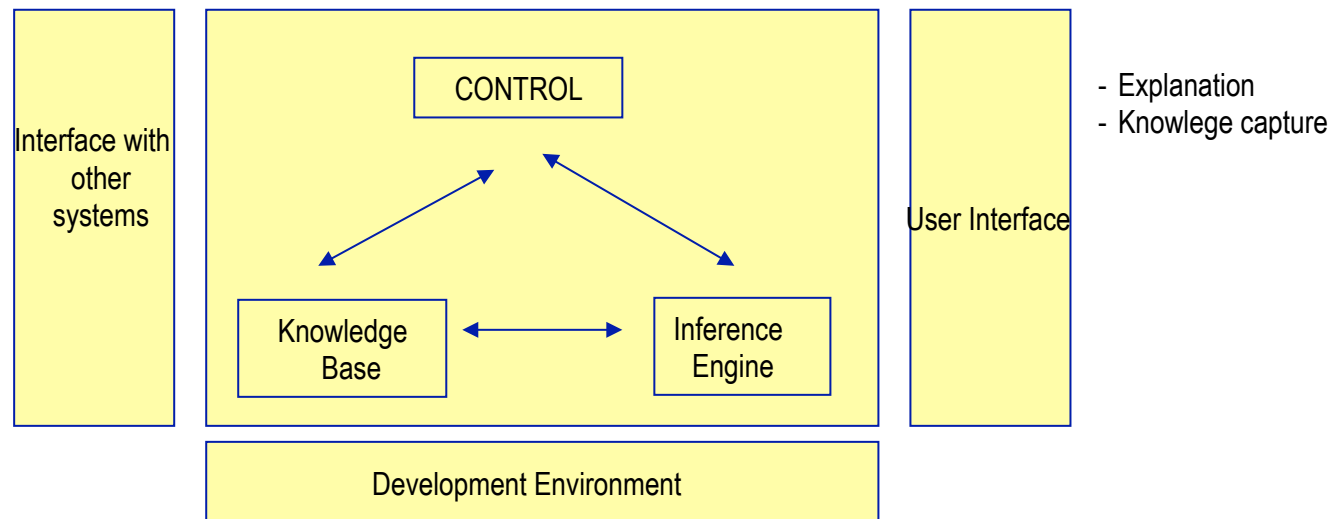 CONTROL
Interface with
other
systems
Knowledge
Base
Inference
Engine
User Interface
- Explanation
- Knowlege capture
Development Environment